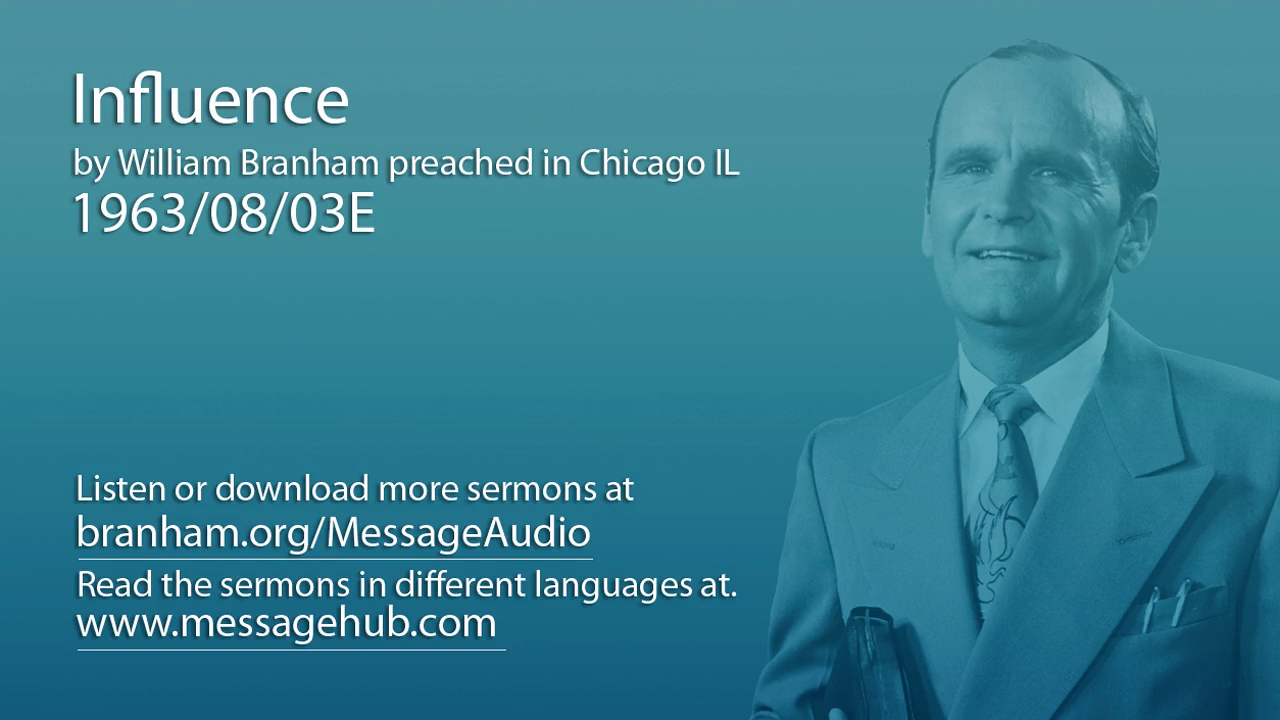 Influence
by William Branham preached in Chicago IL
1963/08/03E
Listen or download more sermons at
branham.org/MessageAudio
Read the sermons in different languages at.
www.messagehub.com